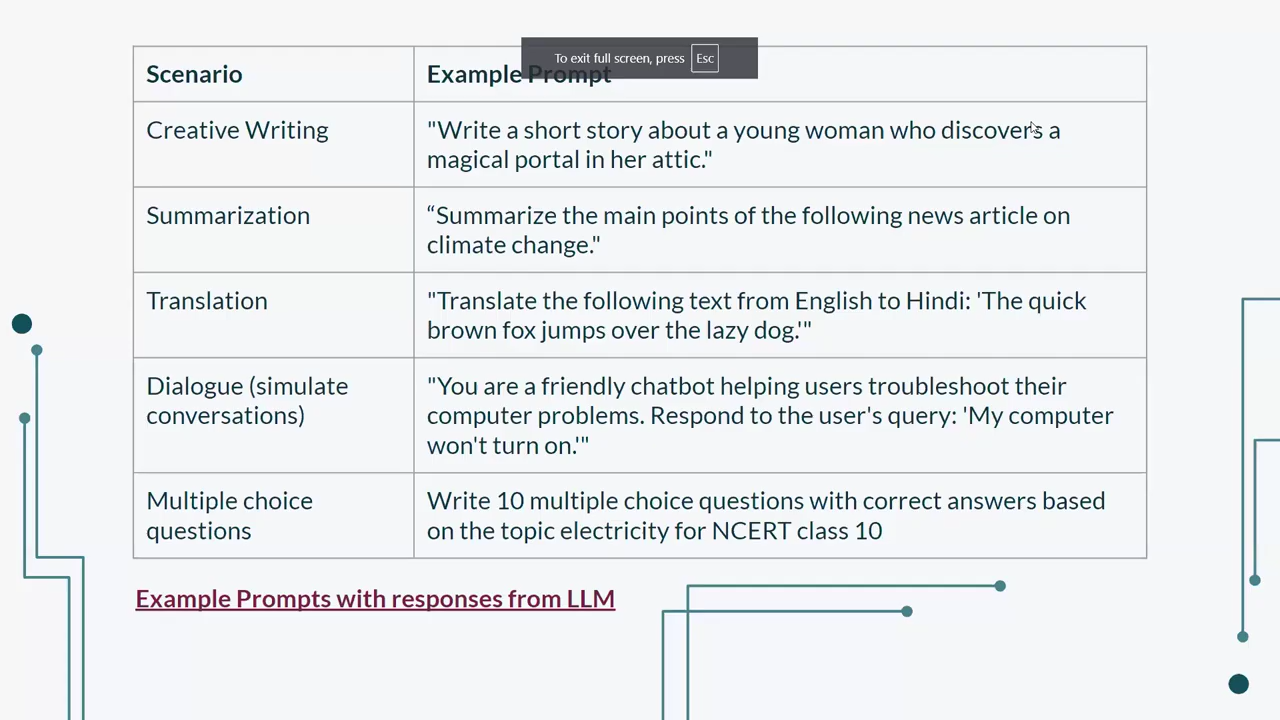 To exit full screen, press Esc
Scenario
Example Prompt
Creative Writing
"Write a short story about a young woman who discovers a
magical portal in her attic."
Summarization
“Summarize the main points of the following news article on
climate change."
Translation
"Translate the following text from English to Hindi: 'The quick
brown fox jumps over the lazy dog.'"
Dialogue (simulate
conversations)
"You are a friendly chatbot helping users troubleshoot their
computer problems. Respond to the user's query: 'My computer
won't turn on.'"
Multiple choice
questions
Write 10 multiple choice questions with correct answers based
on the topic electricity for NCERT class 10
Example Prompts with responses from LLM